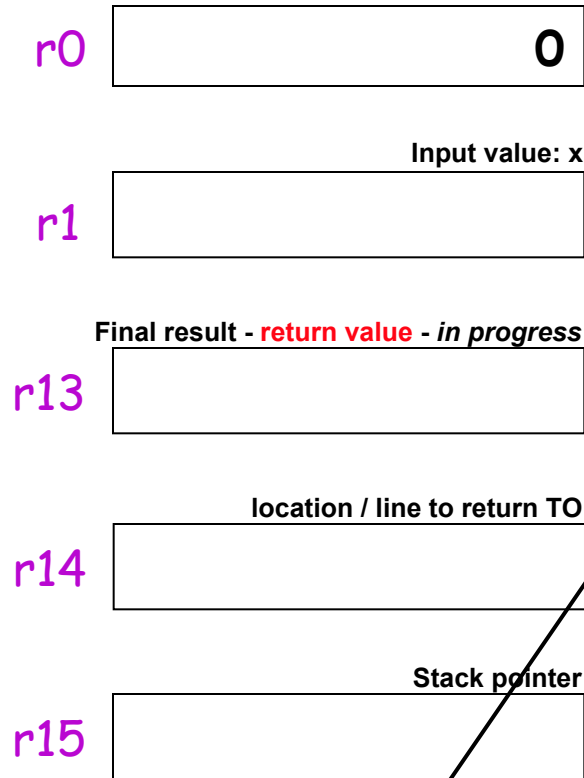 r0
0
Input value: x
r1
Final result - return value - in progress
r13
location / line to return TO
r14
Stack pointer
r15